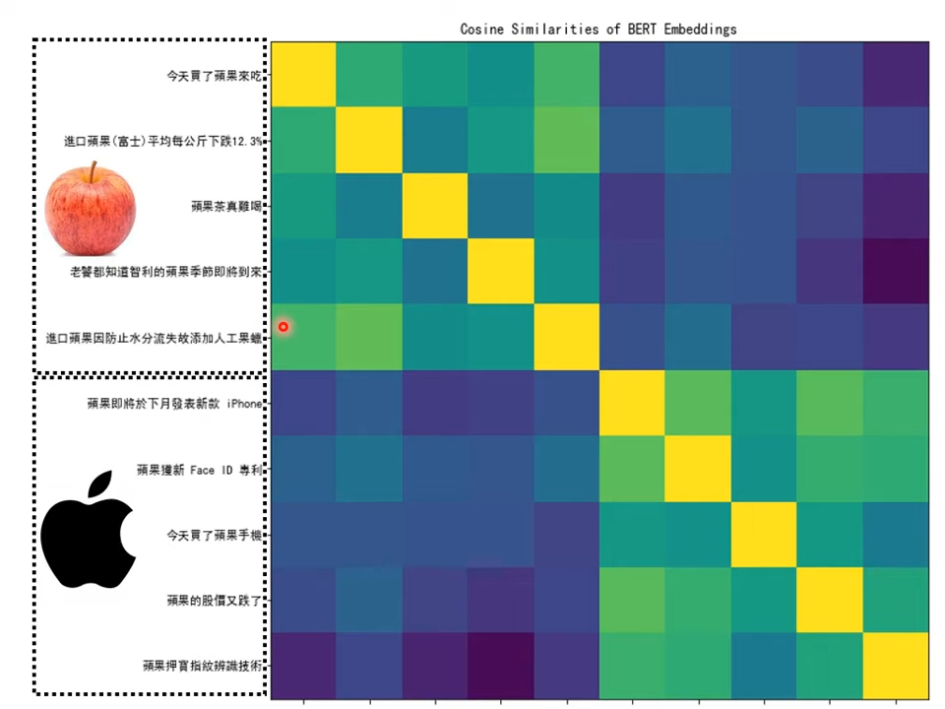 Cosine Similarities of BERT Embeddings
今天買了蘋果來吃
進口蘋果(富士)平均每公斤下跌12.3%
蘋果茶真難喝
老饕都知道智利的蘋果季節即將到來
進口蘋果因防止水分流失故添加人工果蠟
蘋果即將於下月發表新款 iPhone
蘋果獲新 Face ID 專利
今天買了蘋果手機
蘋果的股價又跌了
蘋果押寶指紋辨識技術